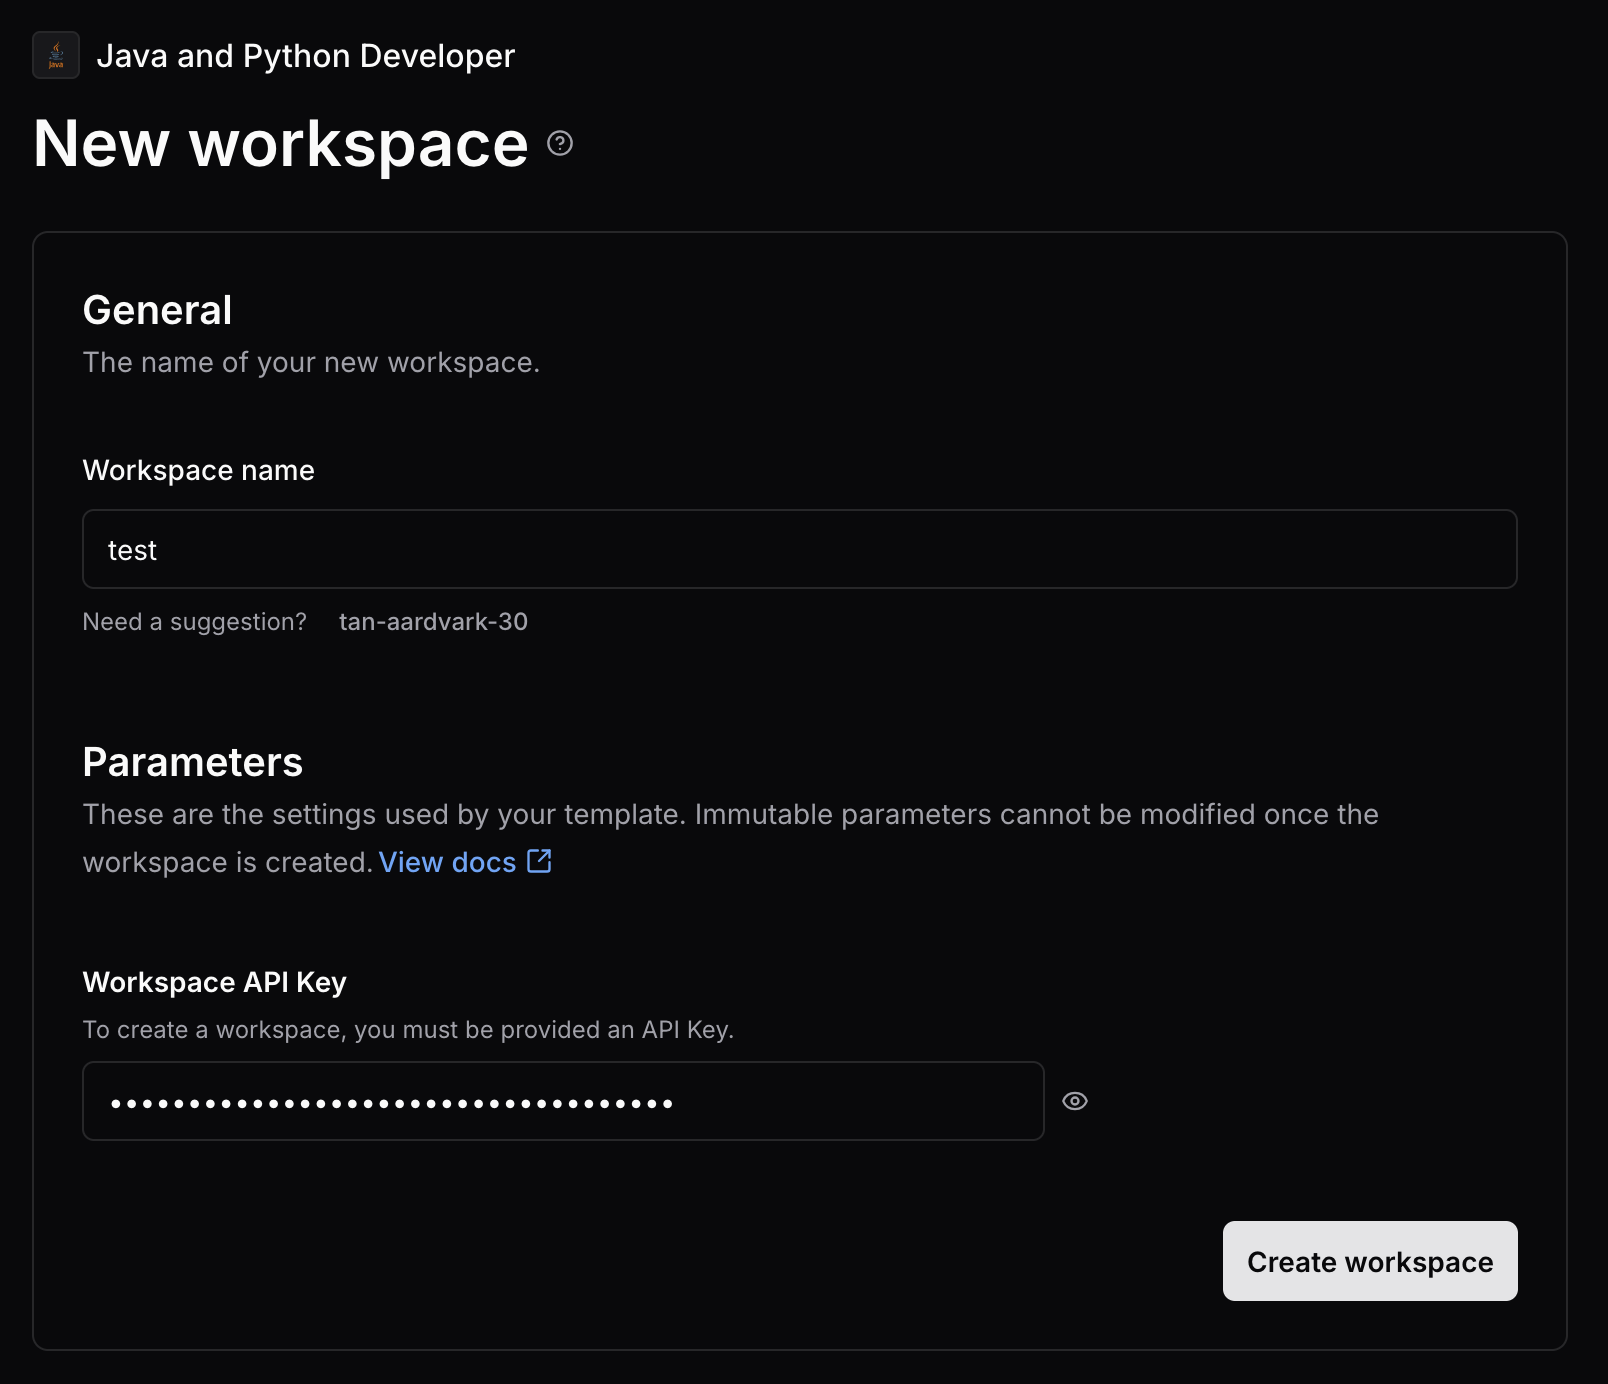 Java
Java and Python Developer
New workspace
General
The name of your new workspace.
Workspace name
test
Need a suggestion? tan-aardvark-30
Parameters
These are the settings used by your template. Immutable parameters cannot be modified once the
workspace is created. View docs
Workspace API Key
To create a workspace, you must be provided an API Key.
••••••••••••••••••••••••••••••••••••
Create workspace